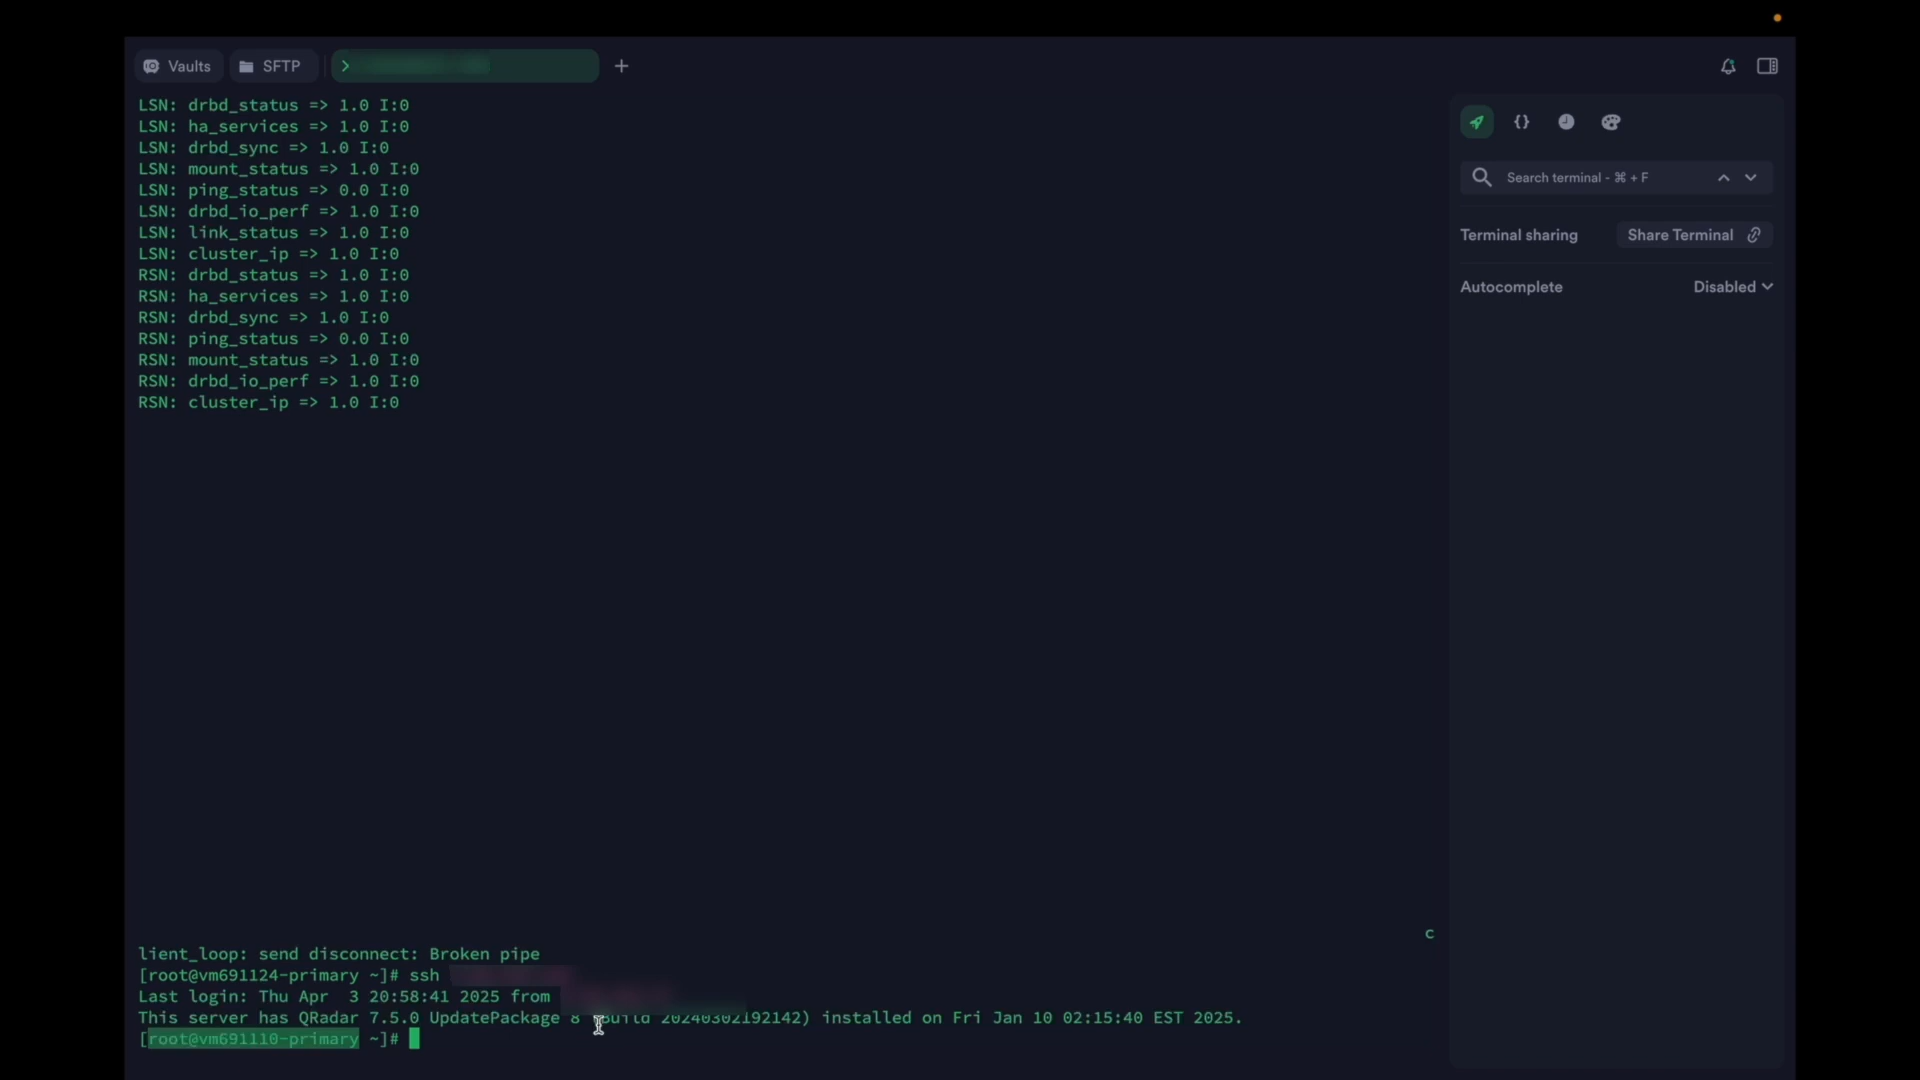 Vaults SFTP
LSN: drbd_status => 1.0 I:0
LSN: ha_services => 1.0 I:0
LSN: drbd_sync => 1.0 I:0
LSN: mount_status => 1.0 I:0
LSN: ping_status => 0.0 I:0
LSN: drbd_io_perf => 1.0 I:0
LSN: link_status => 1.0 I:0
LSN: cluster_ip => 1.0 I:0
RSN: drbd_status => 1.0 I:0
RSN: ha_services => 1.0 I:0
RSN: drbd_sync => 1.0 I:0
RSN: ping_status => 0.0 I:0
RSN: mount_status => 1.0 I:0
RSN: drbd_io_perf => 1.0 I:0
RSN: cluster_ip => 1.0 I:0
c
lient_loop: send disconnect: Broken pipe
[root@vm691124-primary ~]# ssh
Last login: Thu Apr  3 20:58:41 2025 from
This server has QRadar 7.5.0 UpdatePackage 8 (Build 20240302192142) installed on Fri Jan 10 02:15:40 EST 2025.
[root@vm691110-primary ~]#
Search terminal - ⌘ + F
Terminal sharing Share Terminal
Autocomplete Disabled